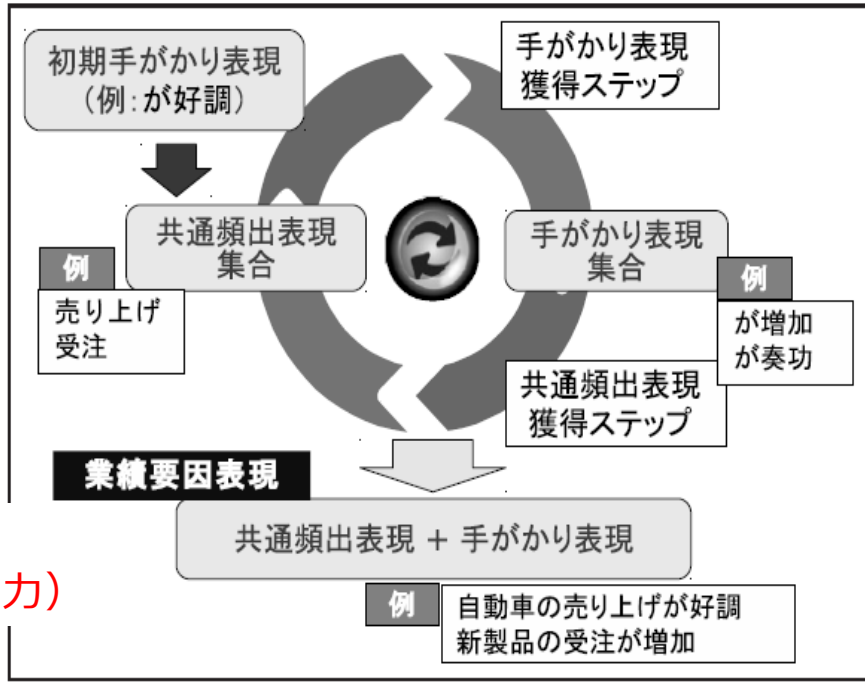 初期手がかり表現
(例：が好調)
手がかり表現
獲得ステップ
共通頻出表現
集合
手がかり表現
集合
例
売り上げ
受注
例
が増加
が奏功
共通頻出表現
獲得ステップ
業績要因表現
共通頻出表現 + 手がかり表現
力)
例
自動車の売り上げが好調
新製品の受注が増加